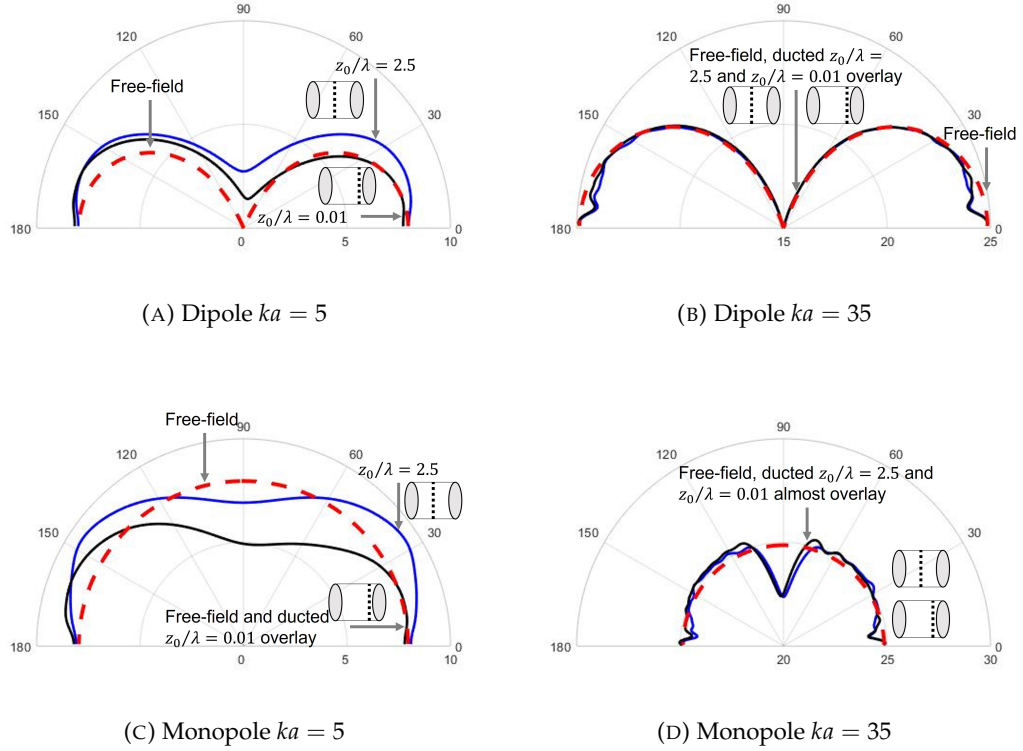 90
120
60
150
30
180
0
0
5
10
Free-field
z₀/λ = 2.5
z₀/λ = 0.01
(A) Dipole ka = 5
90
120
60
150
30
180
0
15
20
25
Free-field, ducted z₀/λ =
2.5 and z₀/λ = 0.01 overlay
Free-field
(B) Dipole ka = 35
90
120
60
150
30
180
0
0
5
10
Free-field
z₀/λ = 2.5
Free-field and ducted
z₀/λ = 0.01 overlay
(C) Monopole ka = 5
90
120
60
150
30
180
0
20
25
30
Free-field, ducted z₀/λ = 2.5 and
z₀/λ = 0.01 almost overlay
(D) Monopole ka = 35